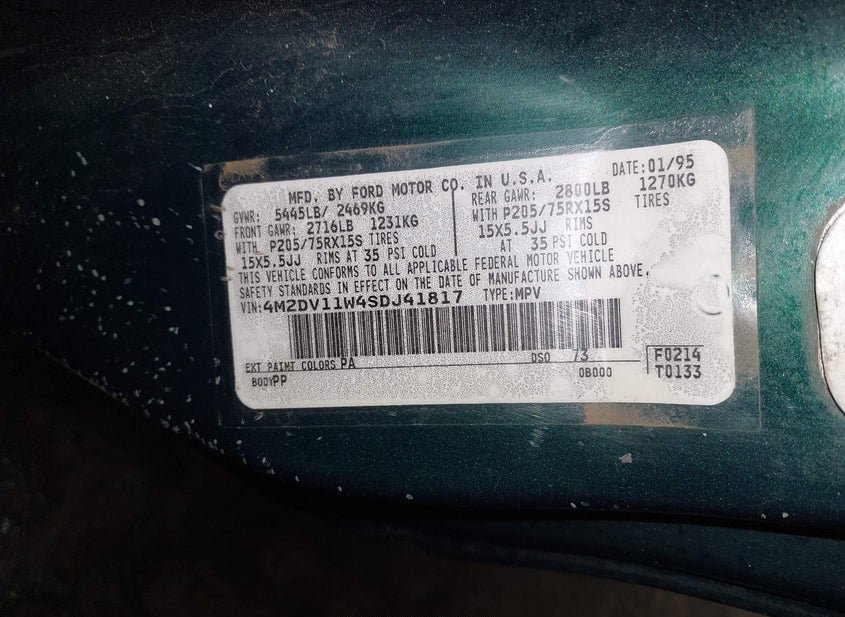 MFD. BY FORD MOTOR CO. IN U.S.A.
DATE:01/95
GVWR: 5445LB/ 2469KG
FRONT GAWR: 2716LB 1231KG
WITH P205/75RX15S TIRES
15X5.5JJ RIMS AT 35 PSI COLD
REAR GAWR: 2800LB 1270KG
WITH P205/75RX15S TIRES
15X5.5JJ RIMS
AT 35 PSI COLD
THIS VEHICLE CONFORMS TO ALL APPLICABLE FEDERAL MOTOR VEHICLE
SAFETY STANDARDS IN EFFECT ON THE DATE OF MANUFACTURE SHOWN ABOVE.
VIN:4M2DV11W4SDJ41817 TYPE:MPV
EXT PAIMT COLORS PA DSO 73 F0214
BODYPP 0B000 T0133